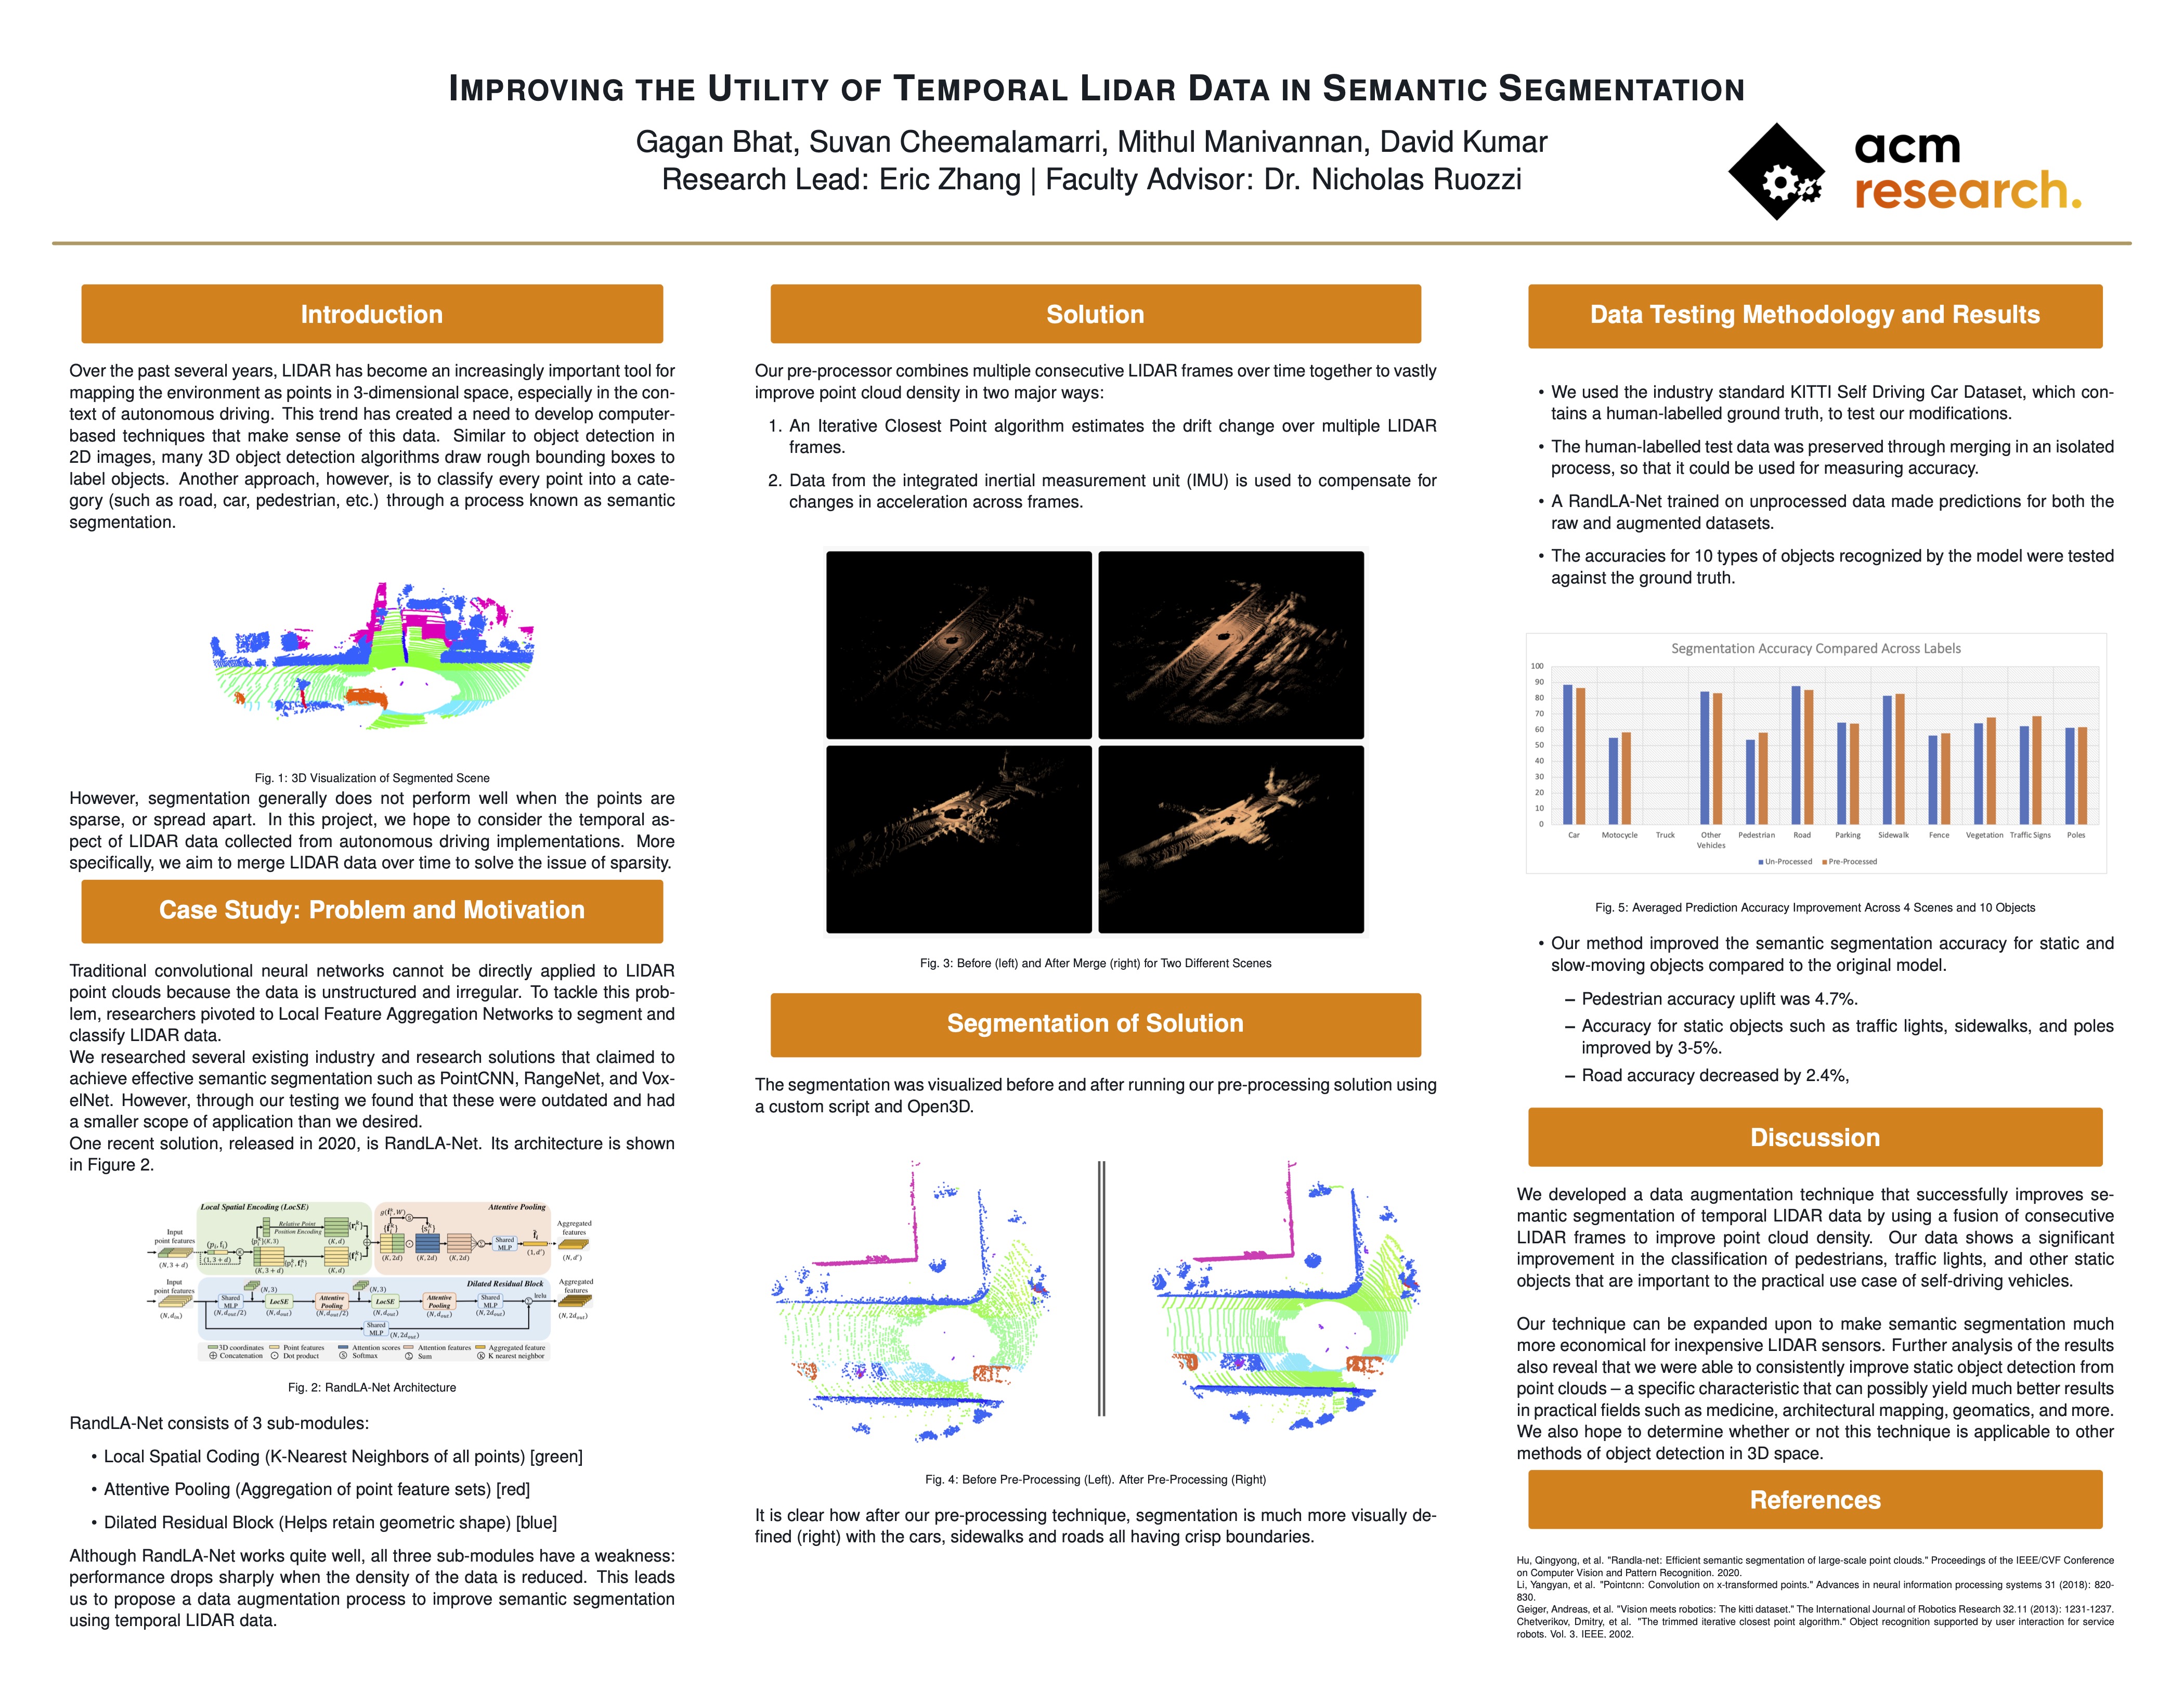 IMPROVING THE UTILITY OF TEMPORAL LIDAR DATA IN SEMANTIC SEGMENTATION
Gagan Bhat, Suvan Cheemalamarri, Mithul Manivannan, David Kumar
Research Lead: Eric Zhang | Faculty Advisor: Dr. Nicholas Ruozzi
acm
research.
Introduction
Over the past several years, LIDAR has become an increasingly important tool for
mapping the environment as points in 3-dimensional space, especially in the con-
text of autonomous driving. This trend has created a need to develop computer-
based techniques that make sense of this data. Similar to object detection in
2D images, many 3D object detection algorithms draw rough bounding boxes to
label objects. Another approach, however, is to classify every point into a cate-
gory (such as road, car, pedestrian, etc.) through a process known as semantic
segmentation.
Fig. 1: 3D Visualization of Segmented Scene
However, segmentation generally does not perform well when the points are
sparse, or spread apart. In this project, we hope to consider the temporal as-
pect of LIDAR data collected from autonomous driving implementations. More
specifically, we aim to merge LIDAR data over time to solve the issue of sparsity.
Case Study: Problem and Motivation
Traditional convolutional neural networks cannot be directly applied to LIDAR
point clouds because the data is unstructured and irregular. To tackle this prob-
lem, researchers pivoted to Local Feature Aggregation Networks to segment and
classify LIDAR data.
We researched several existing industry and research solutions that claimed to
achieve effective semantic segmentation such as PointCNN, RangeNet, and Vox-
elNet. However, through our testing we found that these were outdated and had
a smaller scope of application than we desired.
One recent solution, released in 2020, is RandLA-Net. Its architecture is shown
in Figure 2.
Local Spatial Encoding (LocSE)
Attentive Pooling
Input
point features
(N, 3 + d)
Relative Point
Position Encoding
(K, 3)
(1, 3 + d)
(K, 3 + d)
(K, d)
(K, d)
(K, 2d)
(K, 2d)
(K, 2d)
Shared
MLP
(1, d')
Aggregated
features
(N, d')
Dilated Residual Block
Input
point features
Shared
MLP
(N, 3)
LocSE
Attentive
Pooling
(N, 3)
LocSE
Attentive
Pooling
Shared
MLP
lrelu
Aggregated
features
Shared
MLP
3D coordinates Point features Attention scores Attention features Aggregated feature
Concatenation Dot product Softmax Sum K nearest neighbor
Fig. 2: RandLA-Net Architecture
RandLA-Net consists of 3 sub-modules:
• Local Spatial Coding (K-Nearest Neighbors of all points) [green]
• Attentive Pooling (Aggregation of point feature sets) [red]
• Dilated Residual Block (Helps retain geometric shape) [blue]
Although RandLA-Net works quite well, all three sub-modules have a weakness:
performance drops sharply when the density of the data is reduced. This leads
us to propose a data augmentation process to improve semantic segmentation
using temporal LIDAR data.
Solution
Our pre-processor combines multiple consecutive LIDAR frames over time together to vastly
improve point cloud density in two major ways:
1. An Iterative Closest Point algorithm estimates the drift change over multiple LIDAR
frames.
2. Data from the integrated inertial measurement unit (IMU) is used to compensate for
changes in acceleration across frames.
Fig. 3: Before (left) and After Merge (right) for Two Different Scenes
Segmentation of Solution
The segmentation was visualized before and after running our pre-processing solution using
a custom script and Open3D.
Fig. 4: Before Pre-Processing (Left). After Pre-Processing (Right)
It is clear how after our pre-processing technique, segmentation is much more visually de-
fined (right) with the cars, sidewalks and roads all having crisp boundaries.
Data Testing Methodology and Results
• We used the industry standard KITTI Self Driving Car Dataset, which con-
tains a human-labelled ground truth, to test our modifications.
• The human-labelled test data was preserved through merging in an isolated
process, so that it could be used for measuring accuracy.
• A RandLA-Net trained on unprocessed data made predictions for both the
raw and augmented datasets.
• The accuracies for 10 types of objects recognized by the model were tested
against the ground truth.
Segmentation Accuracy Compared Across Labels
100
90
80
70
60
50
40
30
20
10
0
Car Motocycle Truck Other Vehicles Pedestrian Road Parking Sidewalk Fence Vegetation Traffic Signs Poles
Un-Processed Pre-Processed
Fig. 5: Averaged Prediction Accuracy Improvement Across 4 Scenes and 10 Objects
• Our method improved the semantic segmentation accuracy for static and
slow-moving objects compared to the original model.
– Pedestrian accuracy uplift was 4.7%.
– Accuracy for static objects such as traffic lights, sidewalks, and poles
improved by 3-5%.
– Road accuracy decreased by 2.4%,
Discussion
We developed a data augmentation technique that successfully improves se-
mantic segmentation of temporal LIDAR data by using a fusion of consecutive
LIDAR frames to improve point cloud density. Our data shows a significant
improvement in the classification of pedestrians, traffic lights, and other static
objects that are important to the practical use case of self-driving vehicles.
Our technique can be expanded upon to make semantic segmentation much
more economical for inexpensive LIDAR sensors. Further analysis of the results
also reveal that we were able to consistently improve static object detection from
point clouds – a specific characteristic that can possibly yield much better results
in practical fields such as medicine, architectural mapping, geomatics, and more.
We also hope to determine whether or not this technique is applicable to other
methods of object detection in 3D space.
References
Hu, Qingyong, et al. "Randla-net: Efficient semantic segmentation of large-scale point clouds." Proceedings of the IEEE/CVF Conference
on Computer Vision and Pattern Recognition. 2020.
Li, Yangyan, et al. "Pointcnn: Convolution on x-transformed points." Advances in neural information processing systems 31 (2018): 820-
830.
Geiger, Andreas, et al. "Vision meets robotics: The kitti dataset." The International Journal of Robotics Research 32.11 (2013): 1231-1237.
Chetverikov, Dmitry, et al. "The trimmed iterative closest point algorithm." Object recognition supported by user interaction for service
robots. Vol. 3. IEEE, 2002.